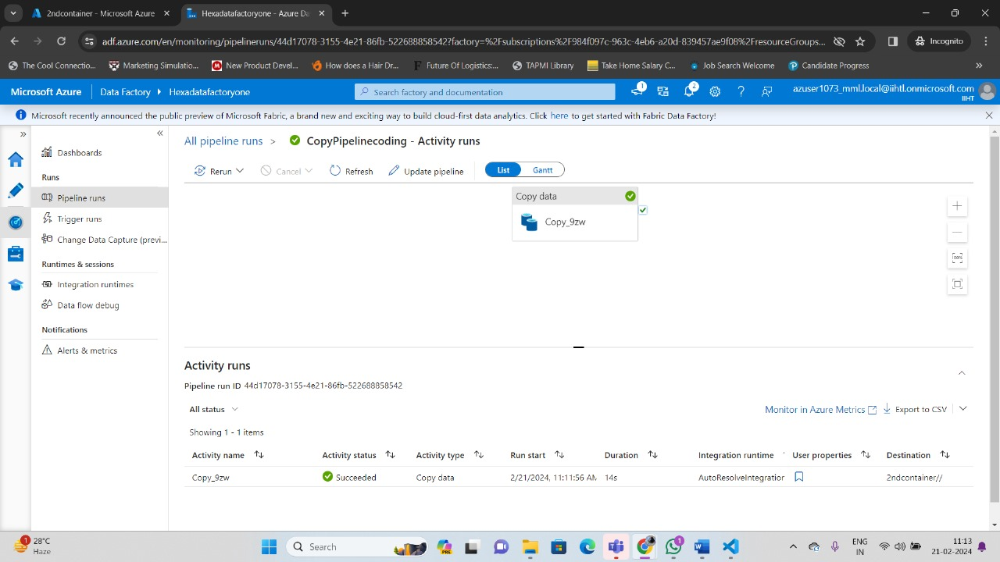 2ndcontainer - Microsoft Azure
Hexadatafactoryone - Azure Da
adf.azure.com/en/monitoring/pipelineruns/44d17078-3155-4e21-86fb-522688858542?factory=%2Fsubscriptions%2F984f097c-963c-4eb6-a20d-839457ae9f08%2FresourceGroups...
Incognito
The Cool Connectio...
Marketing Simulatio...
New Product Devel...
How does a Hair Dr...
Future Of Logistics:...
TAPMI Library
Take Home Salary C...
Job Search Welcome
Candidate Progress
Microsoft Azure
Data Factory
Hexadatafactoryone
Search factory and documentation
1
2
azuser1073_mml.local@iihtl.onmicrosoft.com
IIHT
Microsoft recently announced the public preview of Microsoft Fabric, a brand new and exciting way to build cloud-first data analytics. Click here to get started with Fabric Data Factory!
Dashboards
Runs
Pipeline runs
Trigger runs
Change Data Capture (previ...
Runtimes & sessions
Integration runtimes
Data flow debug
Notifications
Alerts & metrics
All pipeline runs > CopyPipelinecoding - Activity runs
Rerun
Cancel
Refresh
Update pipeline
List
Gantt
Copy data
Copy_9zw
Activity runs
Pipeline run ID 44d17078-3155-4e21-86fb-522688858542
All status
Monitor in Azure Metrics
Export to CSV
Showing 1 - 1 items
Activity name Activity status Activity type Run start Duration Integration runtime User properties Destination
Copy_9zw Succeeded Copy data 2/21/2024, 11:11:56 AM 14s AutoResolveIntegration 2ndcontainer//
1
28°C
Haze
Search
1
ENG
IN
11:13
21-02-2024